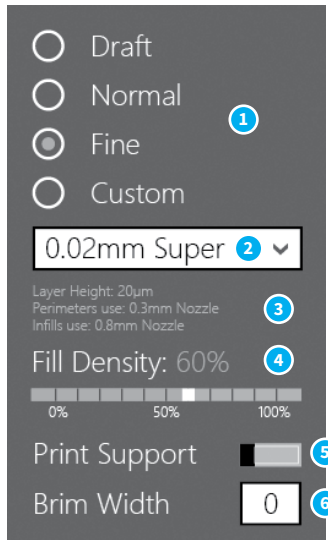 Draft
Normal
1
Fine
Custom
0.02mm Super 2
Layer Height: 20µm
Perimeters use: 0.3mm Nozzle 3
Infills use: 0.8mm Nozzle
Fill Density: 60% 4
0% 50% 100%
Print Support 5
Brim Width 0 6